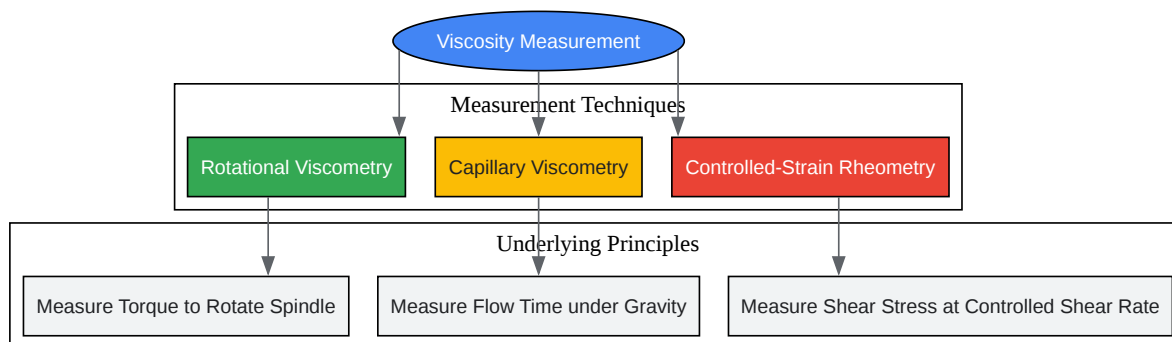 Viscosity Measurement
Measurement Techniques
Rotational Viscometry
Capillary Viscometry
Controlled-Strain Rheometry
Underlying Principles
Measure Torque to Rotate Spindle
Measure Flow Time under Gravity
Measure Shear Stress at Controlled Shear Rate